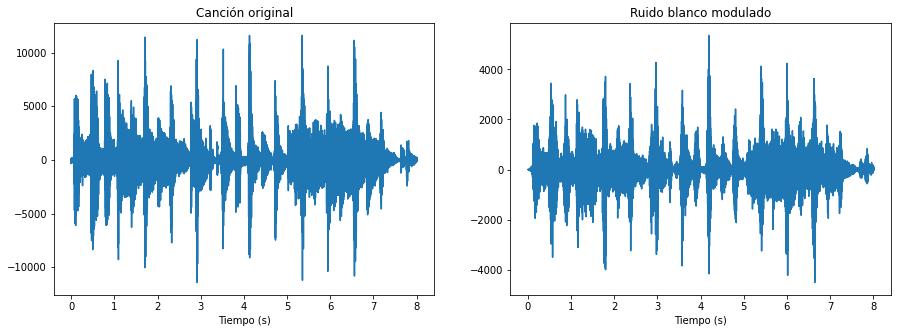 Canción original
10000
5000
0
−5000
−10000
0 1 2 3 4 5 6 7 8
Tiempo (s)
Ruido blanco modulado
4000
2000
0
−2000
−4000
0 1 2 3 4 5 6 7 8
Tiempo (s)